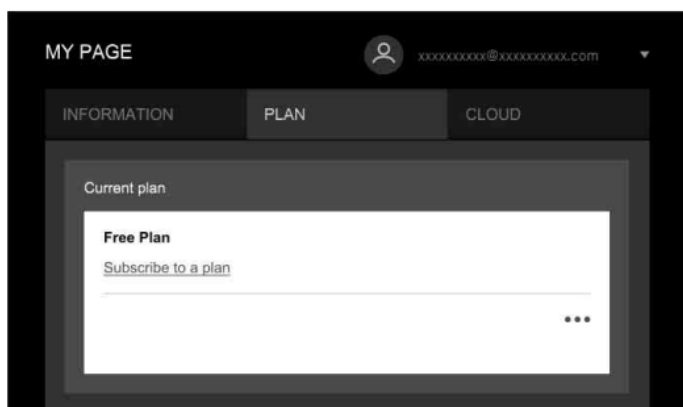 MY PAGE
xxxxxxxxxx@xxxxxxxxxx.com
INFORMATION
PLAN
CLOUD
Current plan
Free Plan
Subscribe to a plan